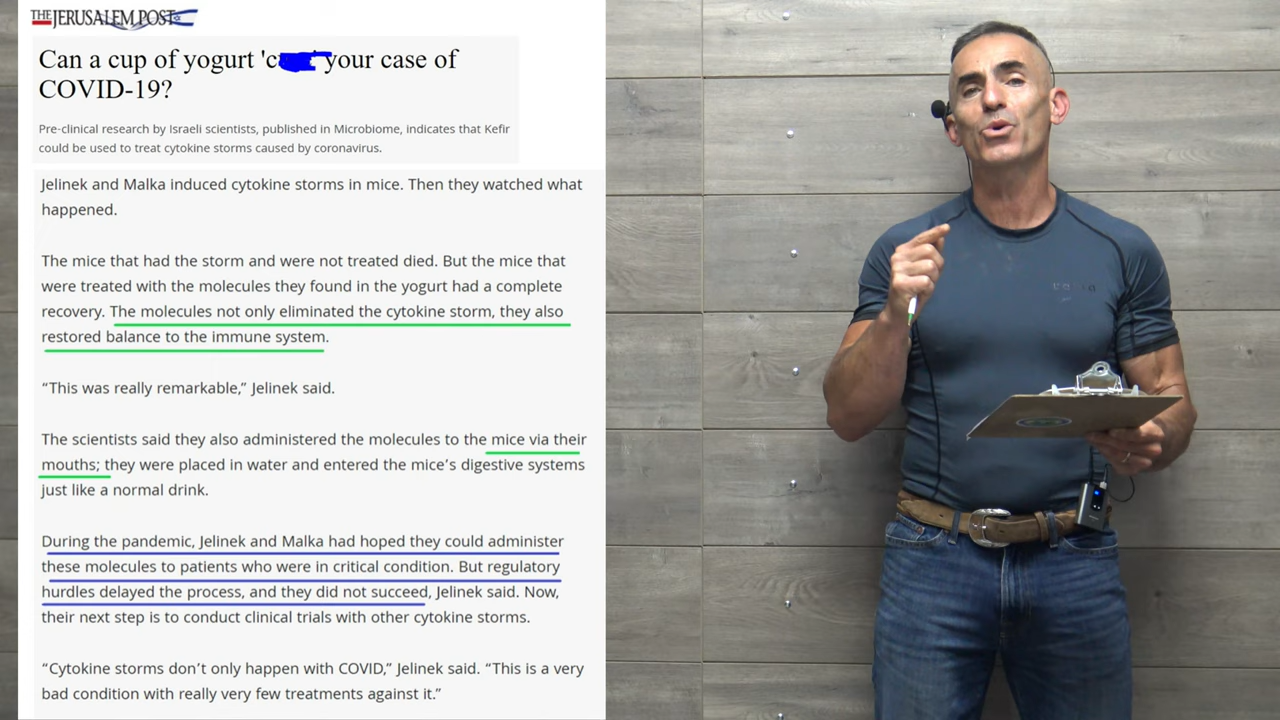 THE JERUSALEM POST
Can a cup of yogurt 'c your case of
COVID-19?
Pre-clinical research by Israeli scientists, published in Microbiome, indicates that Kefir
could be used to treat cytokine storms caused by coronavirus.
Jelinek and Malka induced cytokine storms in mice. Then they watched what
happened.
The mice that had the storm and were not treated died. But the mice that
were treated with the molecules they found in the yogurt had a complete
recovery. The molecules not only eliminated the cytokine storm, they also
restored balance to the immune system.
“This was really remarkable,” Jelinek said.
The scientists said they also administered the molecules to the mice via their
mouths; they were placed in water and entered the mice’s digestive systems
just like a normal drink.
During the pandemic, Jelinek and Malka had hoped they could administer
these molecules to patients who were in critical condition. But regulatory
hurdles delayed the process, and they did not succeed, Jelinek said. Now,
their next step is to conduct clinical trials with other cytokine storms.
“Cytokine storms don’t only happen with COVID,” Jelinek said. “This is a very
bad condition with really very few treatments against it.”